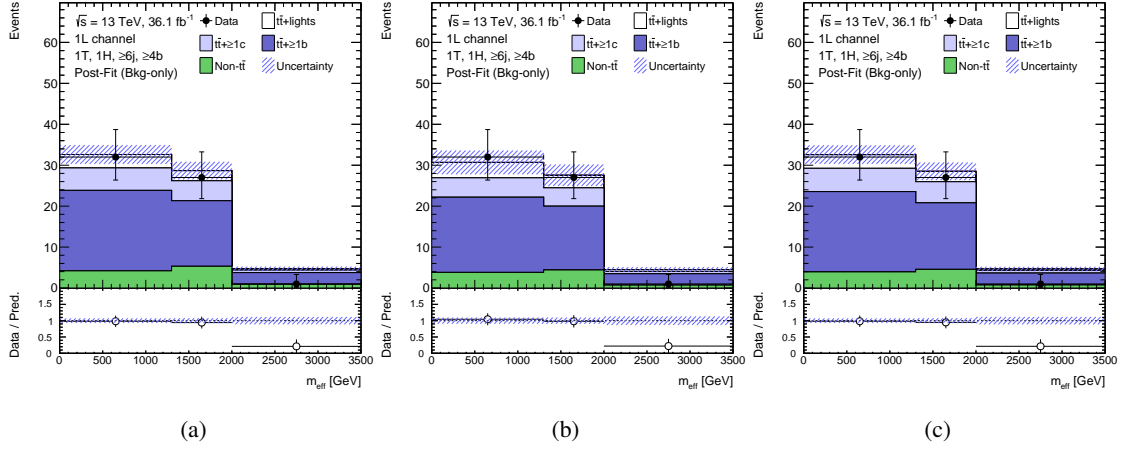 Events
70
60
50
40
30
20
10
0
√s = 13 TeV, 36.1 fb⁻¹
1L channel
1T, 1H, ≥6j, ≥4b
Post-Fit (Bkg-only)
Data
tt̄+lights
tt̄+≥1c
tt̄+≥1b
Non-tt̄
Uncertainty
Data / Pred.
1.5
1
0.5
0
0 500 1000 1500 2000 2500 3000 3500
m_eff [GeV]
(a)
Events
70
60
50
40
30
20
10
0
√s = 13 TeV, 36.1 fb⁻¹
1L channel
1T, 1H, ≥6j, ≥4b
Post-Fit (Bkg-only)
Data
tt̄+lights
tt̄+≥1c
tt̄+≥1b
Non-tt̄
Uncertainty
Data / Pred.
1.5
1
0.5
0
0 500 1000 1500 2000 2500 3000 3500
m_eff [GeV]
(b)
Events
70
60
50
40
30
20
10
0
√s = 13 TeV, 36.1 fb⁻¹
1L channel
1T, 1H, ≥6j, ≥4b
Post-Fit (Bkg-only)
Data
tt̄+lights
tt̄+≥1c
tt̄+≥1b
Non-tt̄
Uncertainty
Data / Pred.
1.5
1
0.5
0
0 500 1000 1500 2000 2500 3000 3500
m_eff [GeV]
(c)